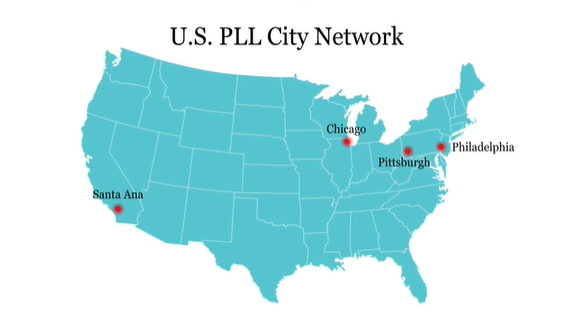 U.S. PLL City Network
Chicago
Philadelphia
Pittsburgh
Santa Ana